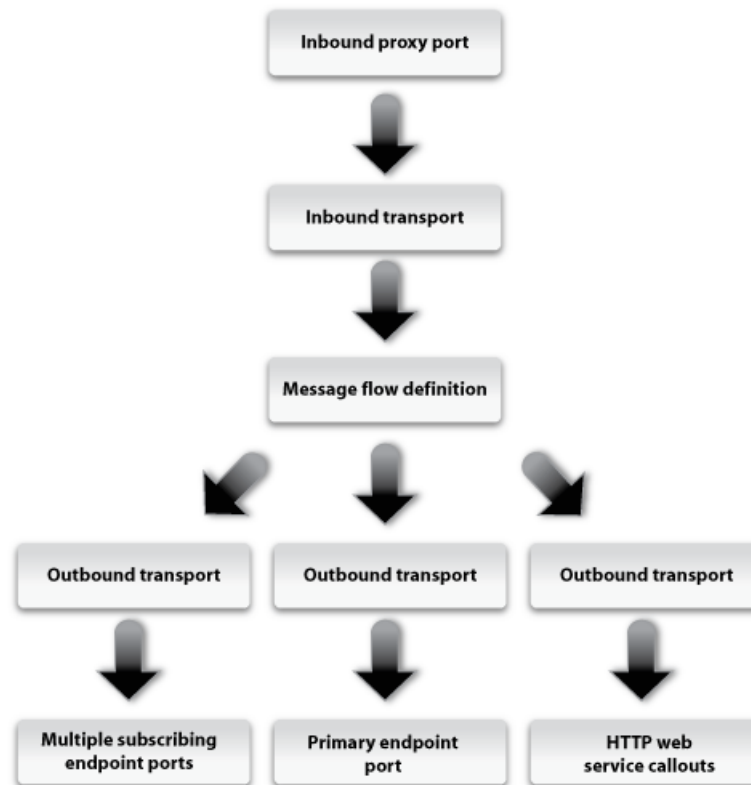 Inbound proxy port
Inbound transport
Message flow definition
Outbound transport
Outbound transport
Outbound transport
Multiple subscribing
endpoint ports
Primary endpoint
port
HTTP web
service callouts